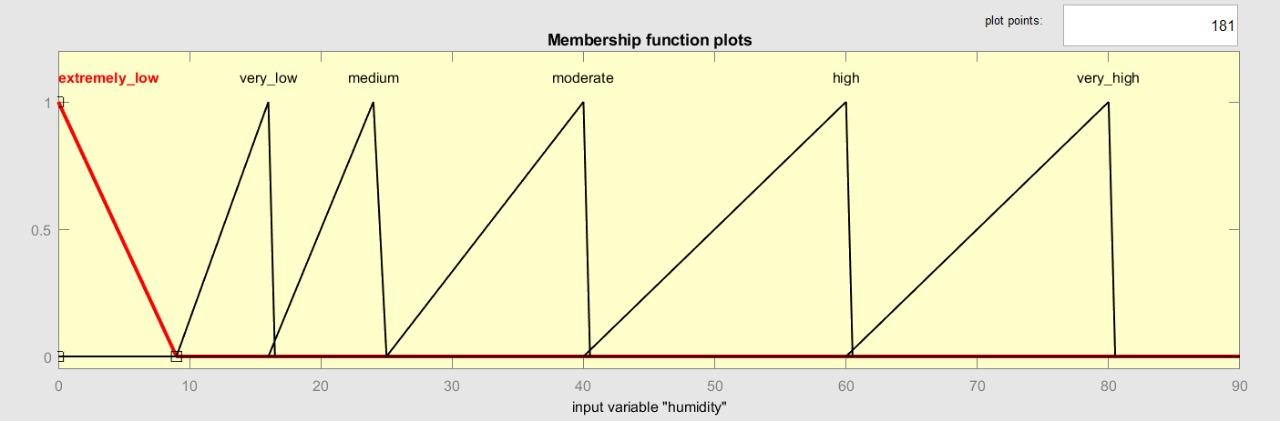 plot points:
181
Membership function plots
extremely_low very_low medium moderate high very_high
1
0.5
0
0 10 20 30 40 50 60 70 80 90
input variable "humidity"